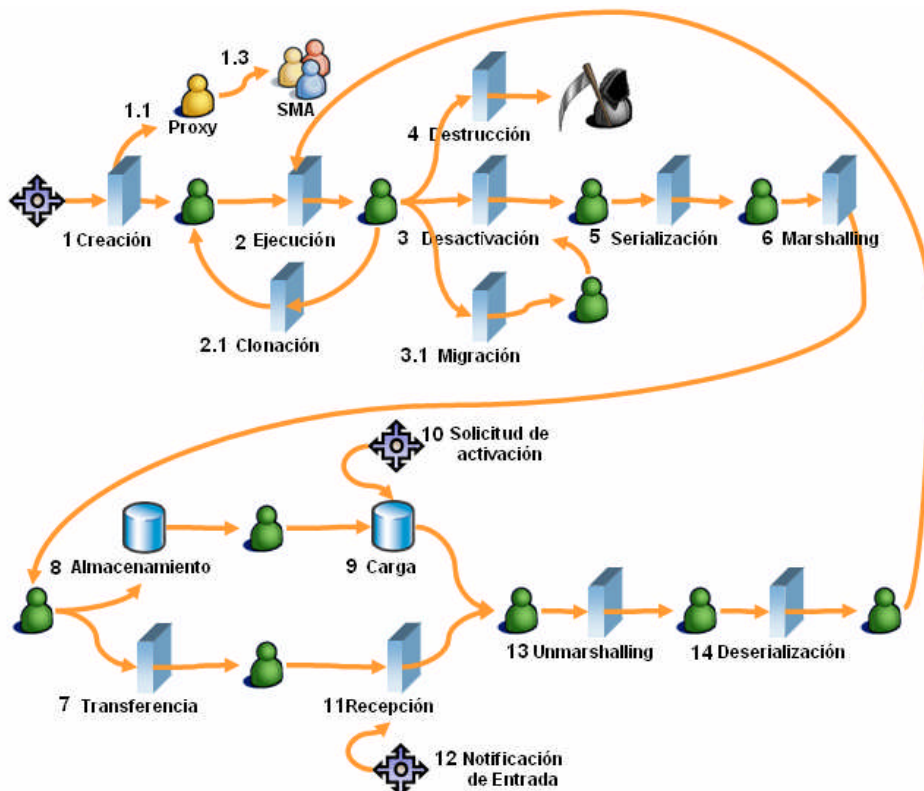 1.1
1.3
Proxy
SMA
4 Destrucción
1 Creación
2 Ejecución
3 Desactivación
5 Serialización
6 Marshalling
2.1 Clonación
3.1 Migración
10 Solicitud de
activación
8 Almacenamiento
9 Carga
13 Unmarshalling
14 Deserialización
7 Transferencia
11Recepción
12 Notificación
de Entrada